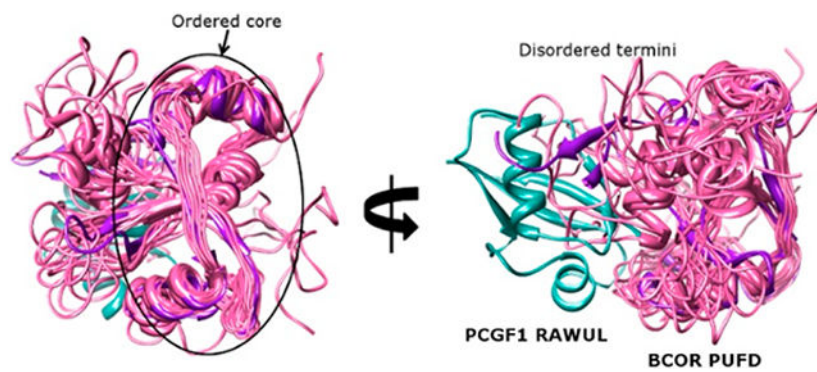 Ordered core
Disordered termini
PCGF1 RAWUL
BCOR PUFD